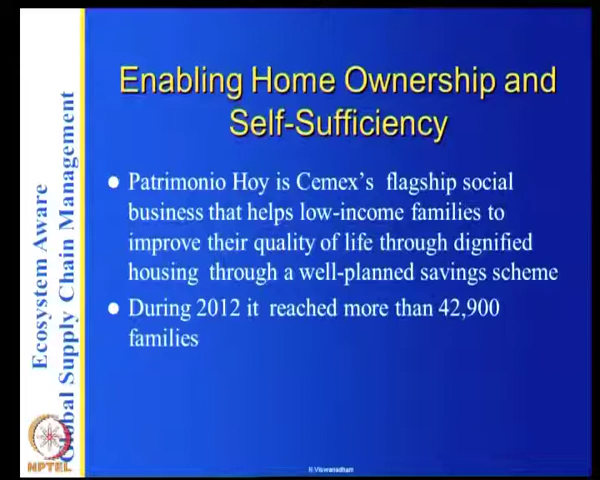 Enabling Home Ownership and
Self-Sufficiency
● Patrimonio Hoy is Cemex's flagship social
business that helps low-income families to
improve their quality of life through dignified
housing through a well-planned savings scheme
● During 2012 it reached more than 42,900
families
Ecosystem Aware
Global Supply Chain Management
NPTEL
N.Viswanadham